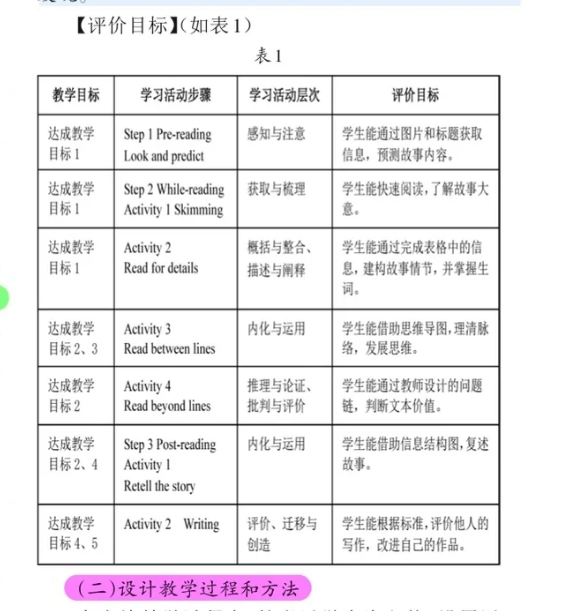 【评价目标】（如表1）
表1
教学目标 学习活动步骤 学习活动层次 评价目标
达成教学 Step 1 Pre-reading 感知与注意 学生能通过图片和标题获取
目标1 Look and predict 信息，预测故事内容。
达成教学 Step 2 While-reading 获取与梳理 学生能快速阅读，了解故事大
目标1 Activity 1 Skimming 意。
达成教学 Activity 2 概括与整合、 学生能通过完成表格中的信
目标1 Read for details 描述与阐释 息，建构故事情节，并掌握生
词。
达成教学 Activity 3 内化与运用 学生能借助思维导图，理清脉
目标2、3 Read between lines 络，发展思维。
达成教学 Activity 4 推理与论证、 学生能通过教师设计的问题
目标2 Read beyond lines 批判与评价 链，判断文本价值。
达成教学 Step 3 Post-reading 内化与运用 学生能借助信息结构图，复述
目标2、4 Activity 1 故事。
Retell the story
达成教学 Activity 2 Writing 评价、迁移与 学生能根据标准，评价他人的
目标4、5 创造 写作，改进自己的作品。
（二）设计教学过程和方法